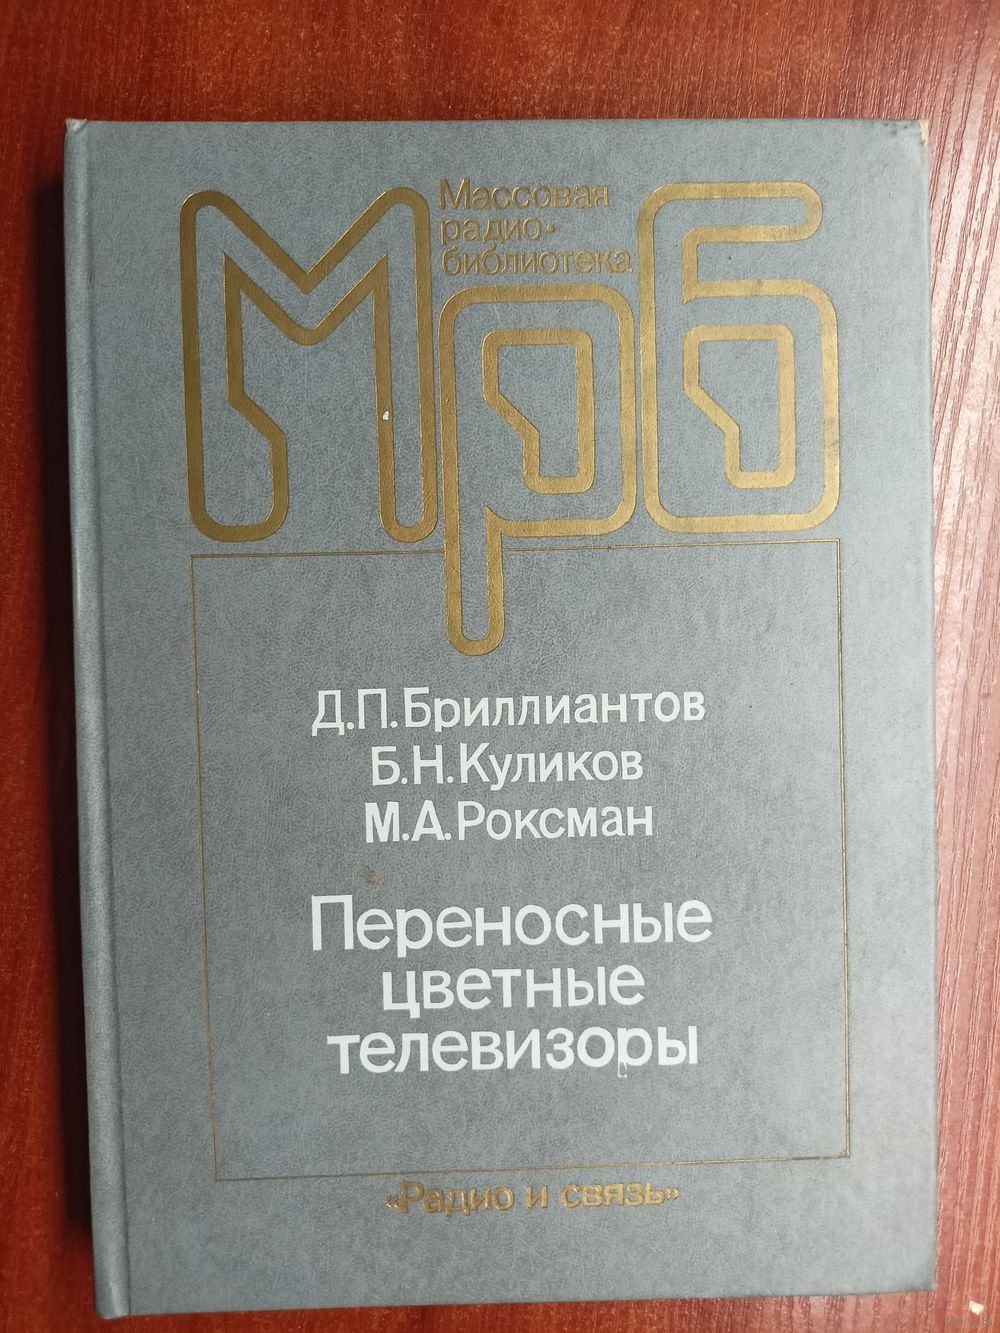 Мрб
Массовая
радио-
библиотека
Д.П.Бриллиантов
Б.Н.Куликов
М.А.Роксман
Переносные
цветные
телевизоры
«Радио и связь»